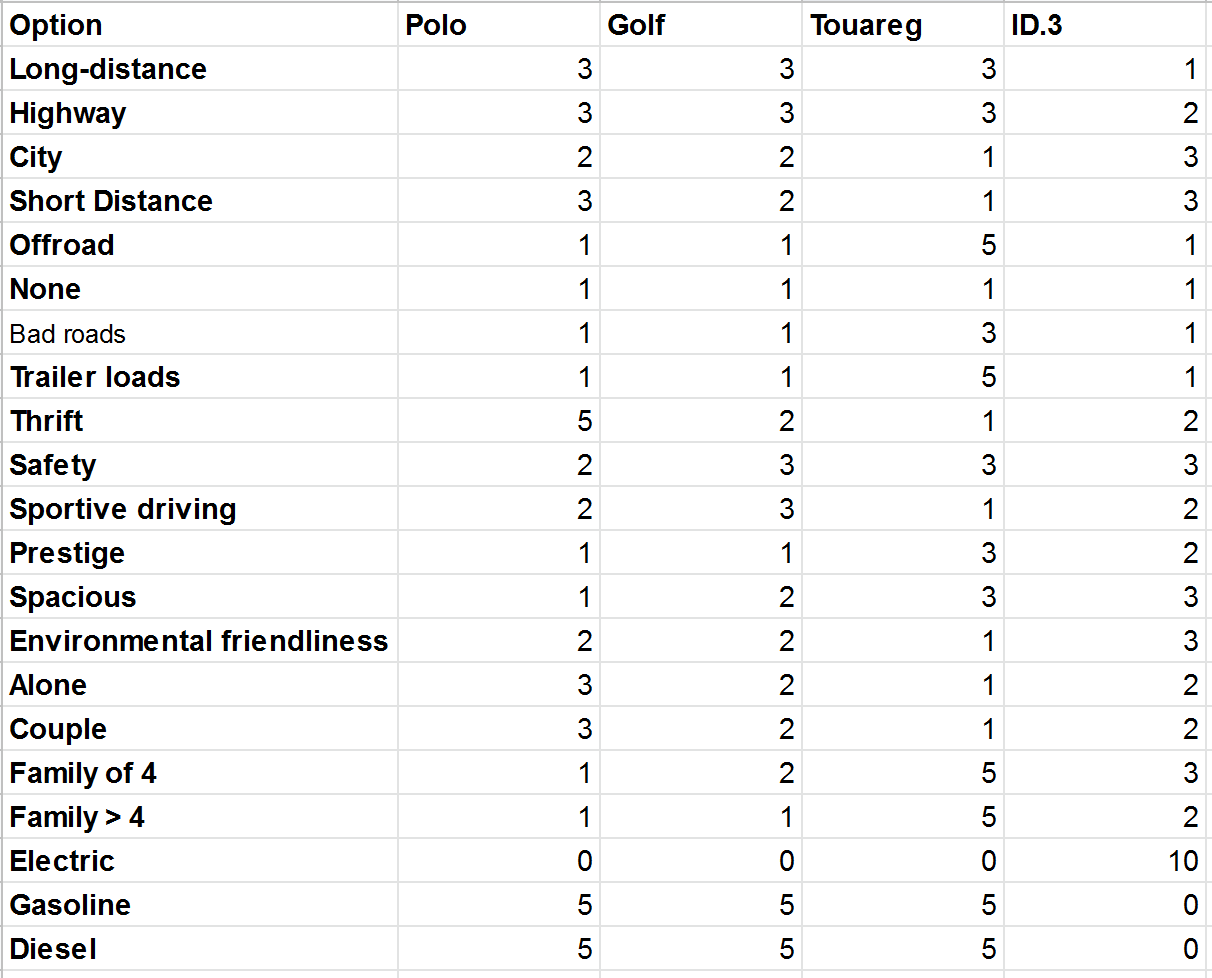 Option Polo Golf Touareg ID.3
Long-distance 3 3 3 1
Highway 3 3 3 2
City 2 2 1 3
Short Distance 3 2 1 3
Offroad 1 1 5 1
None 1 1 1 1
Bad roads 1 1 3 1
Trailer loads 1 1 5 1
Thrift 5 2 1 2
Safety 2 3 3 3
Sportive driving 2 3 1 2
Prestige 1 1 3 2
Spacious 1 2 3 3
Environmental friendliness 2 2 1 3
Alone 3 2 1 2
Couple 3 2 1 2
Family of 4 1 2 5 3
Family > 4 1 1 5 2
Electric 0 0 0 10
Gasoline 5 5 5 0
Diesel 5 5 5 0